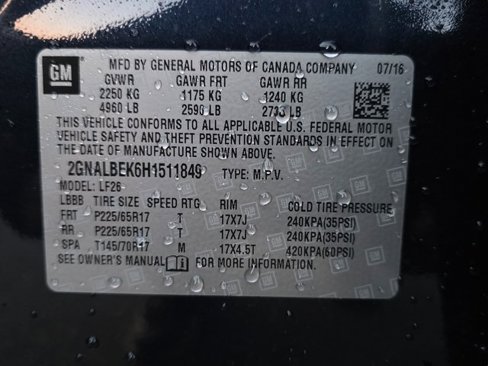 GM
MFD BY GENERAL MOTORS OF CANADA COMPANY 07/16
GVWR GAWR FRT GAWR RR
2250 KG 1175 KG 1240 KG
4960 LB 2590 LB 2733 LB
THIS VEHICLE CONFORMS TO ALL APPLICABLE U.S. FEDERAL MOTOR
VEHICLE SAFETY AND THEFT PREVENTION STANDARDS IN EFFECT ON
THE DATE OF MANUFACTURE SHOWN ABOVE.
2GNALBEK6H1511849 TYPE: M.P.V.
MODEL: LF26
LBBB TIRE SIZE SPEED RTG RIM COLD TIRE PRESSURE
FRT P225/65R17 T 17X7J 240KPA(35PSI)
RR P225/65R17 T 17X7J 240KPA(35PSI)
SPA T145/70R17 M 17X4.5T 420KPA(60PSI)
SEE OWNER'S MANUAL FOR MORE INFORMATION.